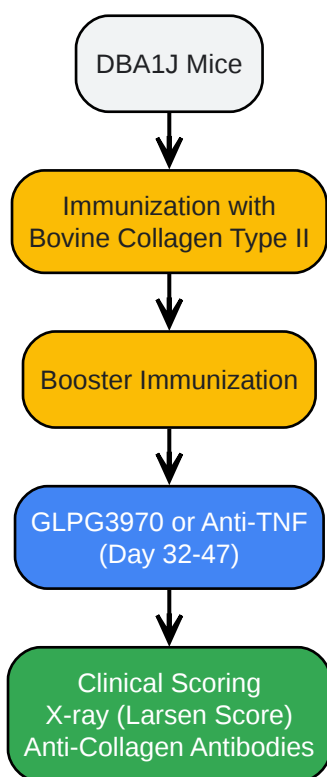 DBA1J Mice
Immunization with
Bovine Collagen Type II
Booster Immunization
GLPG3970 or Anti-TNF
(Day 32-47)
Clinical Scoring
X-ray (Larsen Score)
Anti-Collagen Antibodies